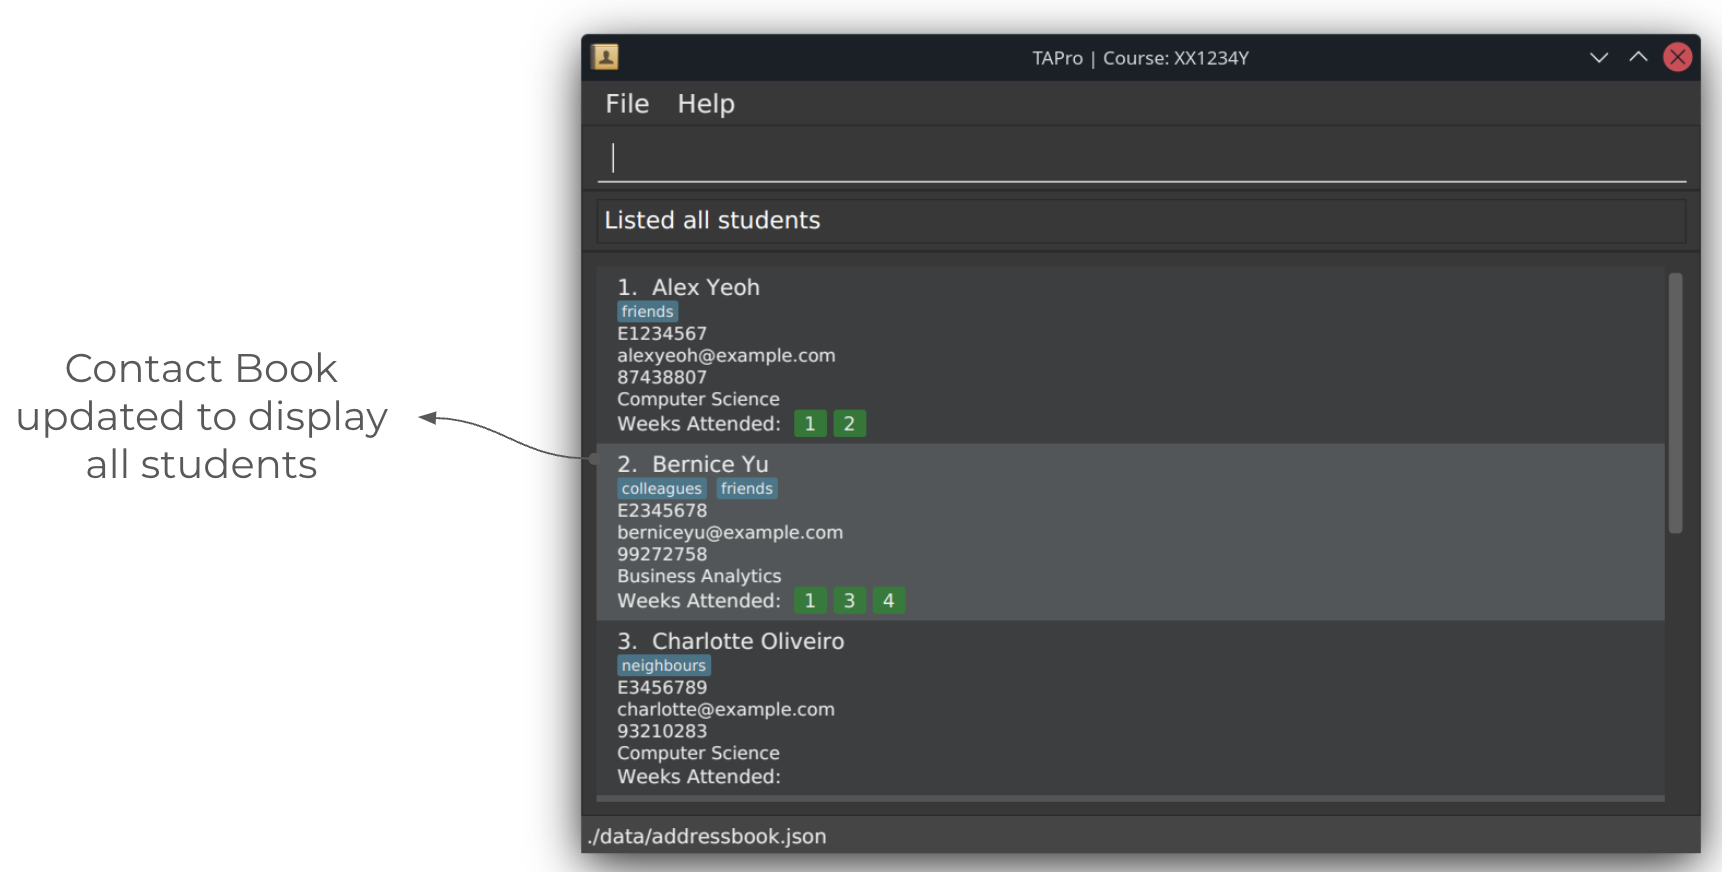 TAPro | Course: XX1234Y
File Help
Listed all students
1. Alex Yeoh
friends
E1234567
alexyeoh@example.com
87438807
Computer Science
Weeks Attended: 1 2
Contact Book
updated to display
all students
2. Bernice Yu
colleagues friends
E2345678
berniceyu@example.com
99272758
Business Analytics
Weeks Attended: 1 3 4
3. Charlotte Oliveiro
neighbours
E3456789
charlotte@example.com
93210283
Computer Science
Weeks Attended:
./data/addressbook.json